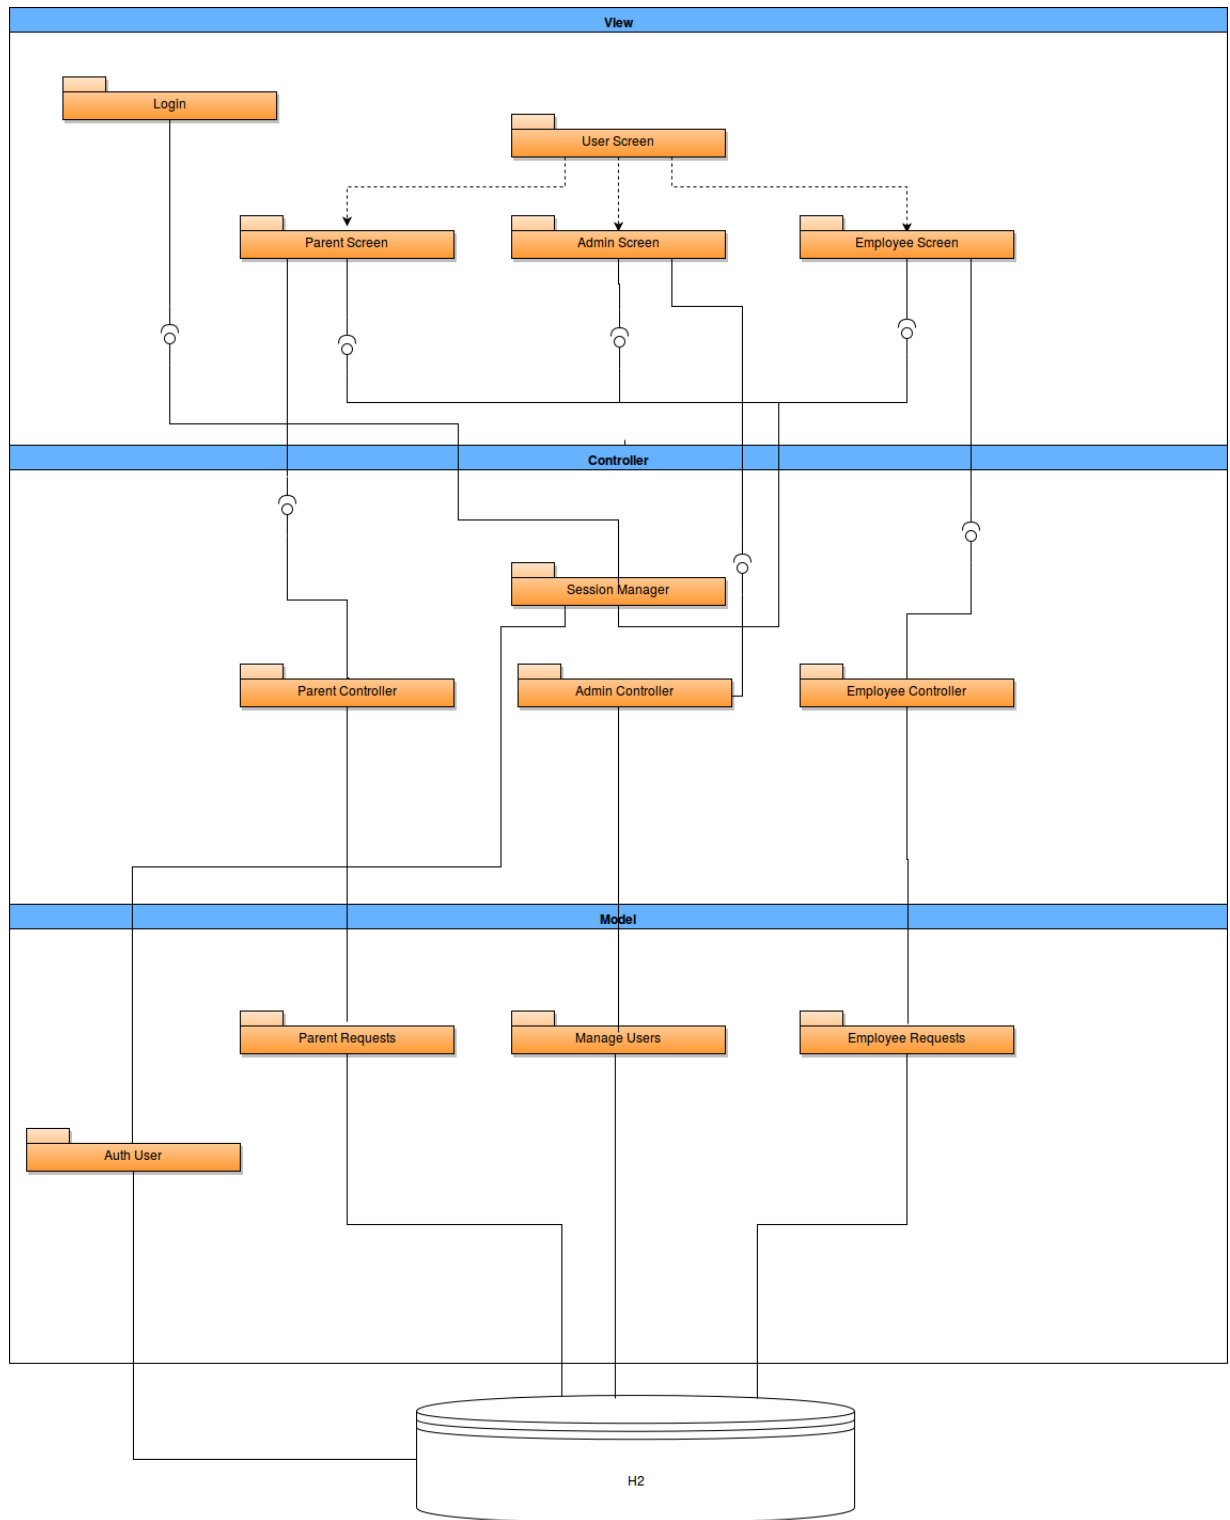 View
Login
User Screen
Parent Screen
Admin Screen
Employee Screen
Controller
Session Manager
Parent Controller
Admin Controller
Employee Controller
Model
Parent Requests
Manage Users
Employee Requests
Auth User
H2